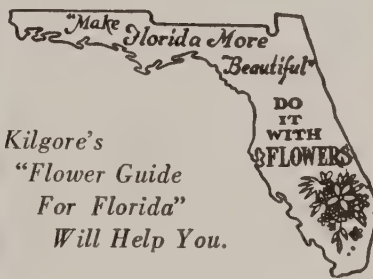 "Make
Florida More
Beautiful"
DO
IT
WITH
FLOWERS
Kilgore's
"Flower Guide
For Florida"
Will Help You.